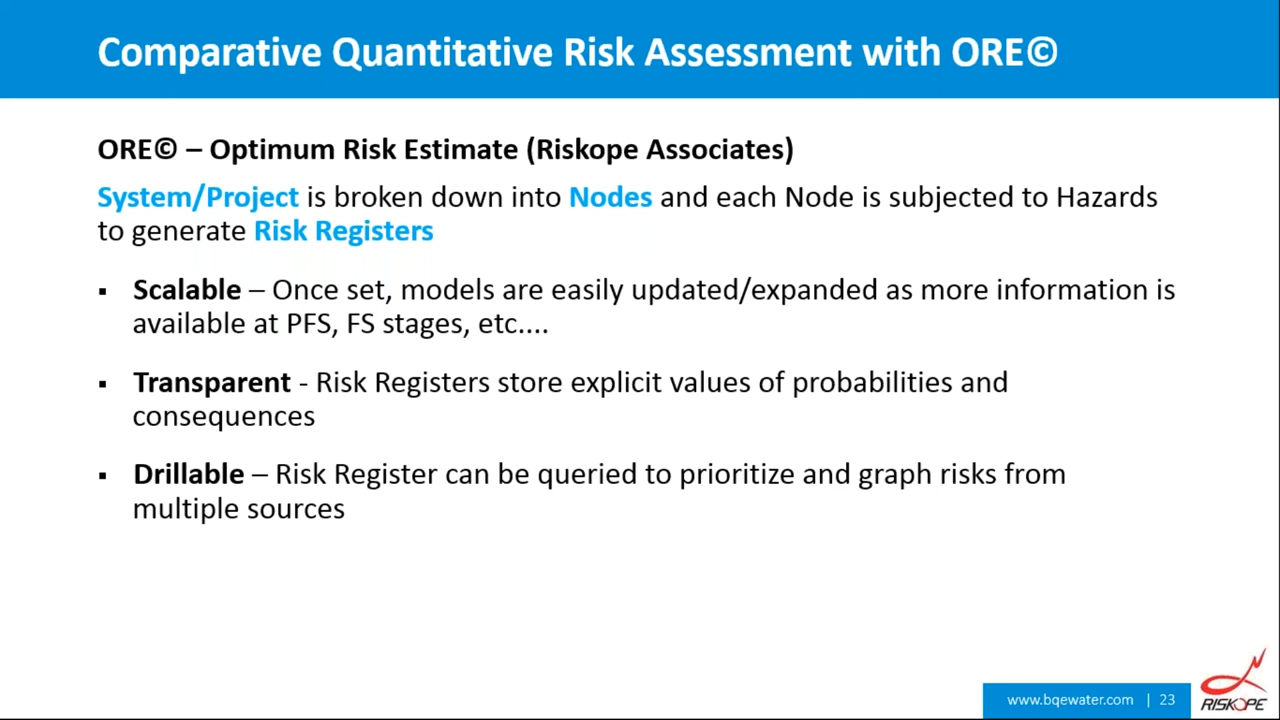 Comparative Quantitative Risk Assessment with ORE©
ORE© – Optimum Risk Estimate (Riskope Associates)
System/Project is broken down into Nodes and each Node is subjected to Hazards
to generate Risk Registers
▪ Scalable – Once set, models are easily updated/expanded as more information is
available at PFS, FS stages, etc....
▪ Transparent - Risk Registers store explicit values of probabilities and
consequences
▪ Drillable – Risk Register can be queried to prioritize and graph risks from
multiple sources
www.bqewater.com | 23
RISKOPE